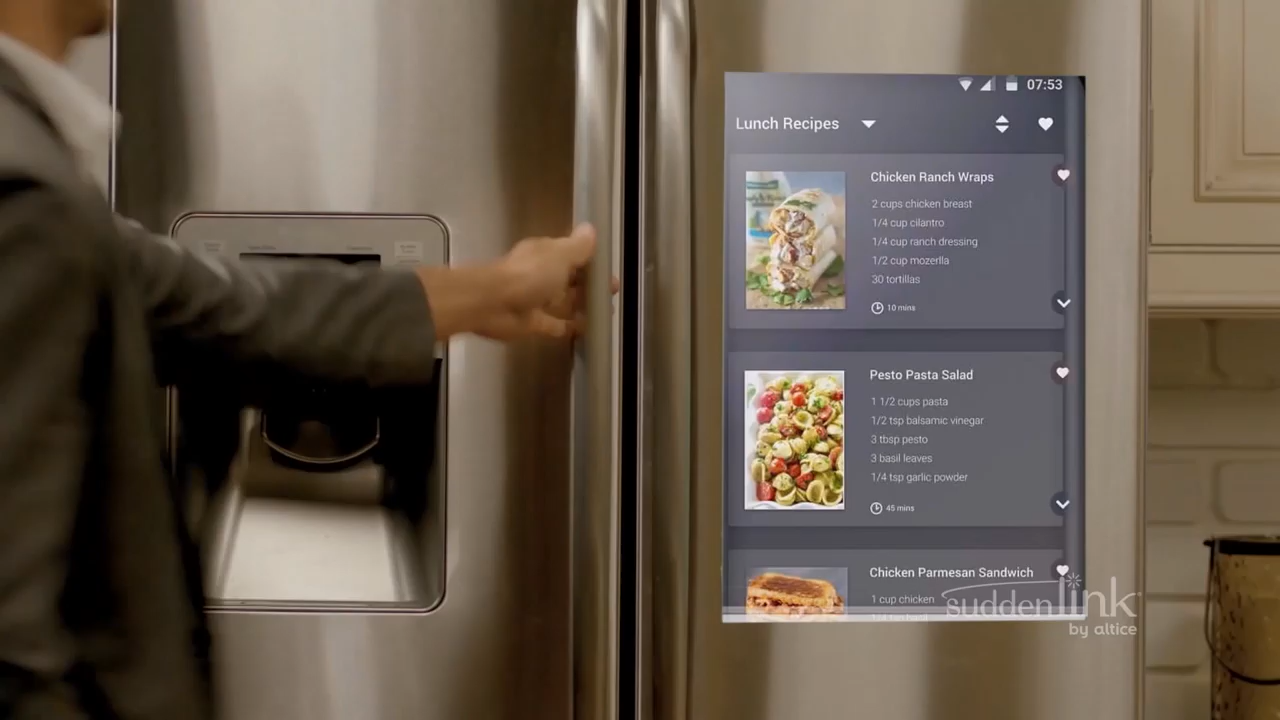 07:53
Lunch Recipes
Chicken Ranch Wraps
2 cups chicken breast
1/4 cup cilantro
1/4 cup ranch dressing
1/2 cup mozerlla
30 tortillas
10 mins
Pesto Pasta Salad
1 1/2 cups pasta
1/2 tsp balsamic vinegar
3 tbsp pesto
3 basil leaves
1/4 tsp garlic powder
45 mins
Chicken Parmesan Sandwich
1 cup chicken
suddenlink
by altice